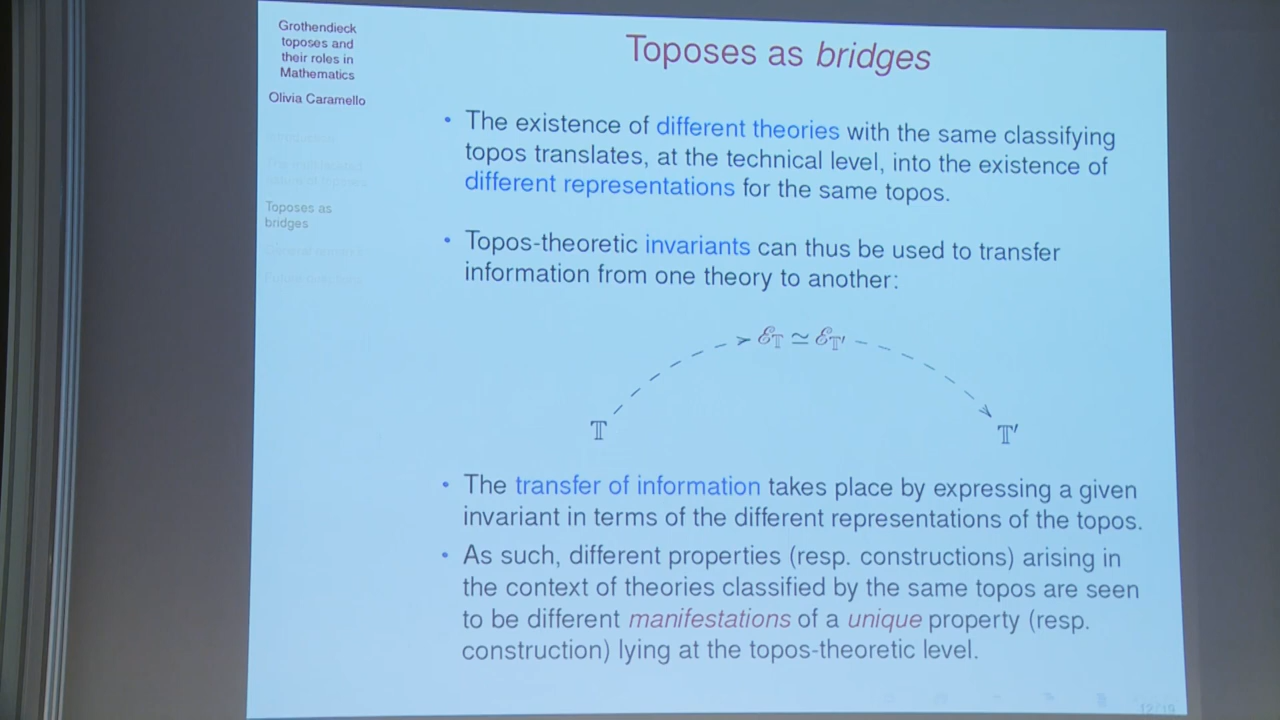 Grothendieck
toposes and
their roles in
Mathematics
Olivia Caramello
Toposes as
bridges
Toposes as bridges
• The existence of different theories with the same classifying
topos translates, at the technical level, into the existence of
different representations for the same topos.
• Topos-theoretic invariants can thus be used to transfer
information from one theory to another:
ℰ_𝕋 ≃ ℰ_𝕋′
𝕋
𝕋′
• The transfer of information takes place by expressing a given
invariant in terms of the different representations of the topos.
• As such, different properties (resp. constructions) arising in
the context of theories classified by the same topos are seen
to be different manifestations of a unique property (resp.
construction) lying at the topos-theoretic level.
12/19